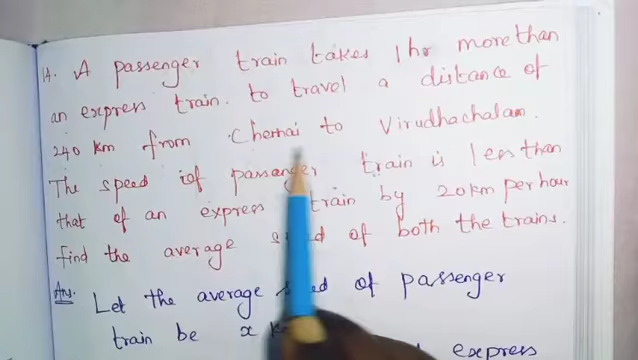 14. A passenger train takes 1hr more than
an express train. to travel a distance of
240 km from Chennai to Virudhachalam.
The speed of passanger train is less than
that of an express train by 20km per hour
find the average of both the trains.
Ans. Let the average of passenger
train be x
express